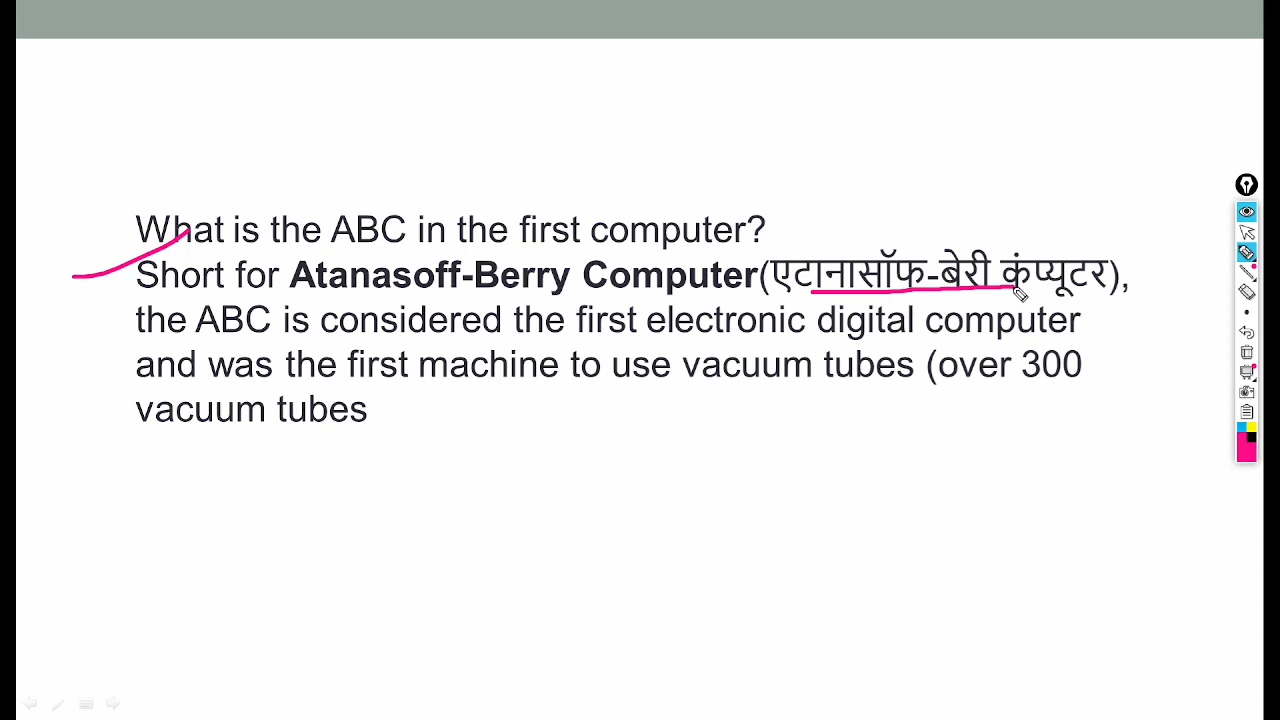 What is the ABC in the first computer?
Short for Atanasoff-Berry Computer(एटानासॉफ-बेरी कंप्यूटर),
the ABC is considered the first electronic digital computer
and was the first machine to use vacuum tubes (over 300
vacuum tubes